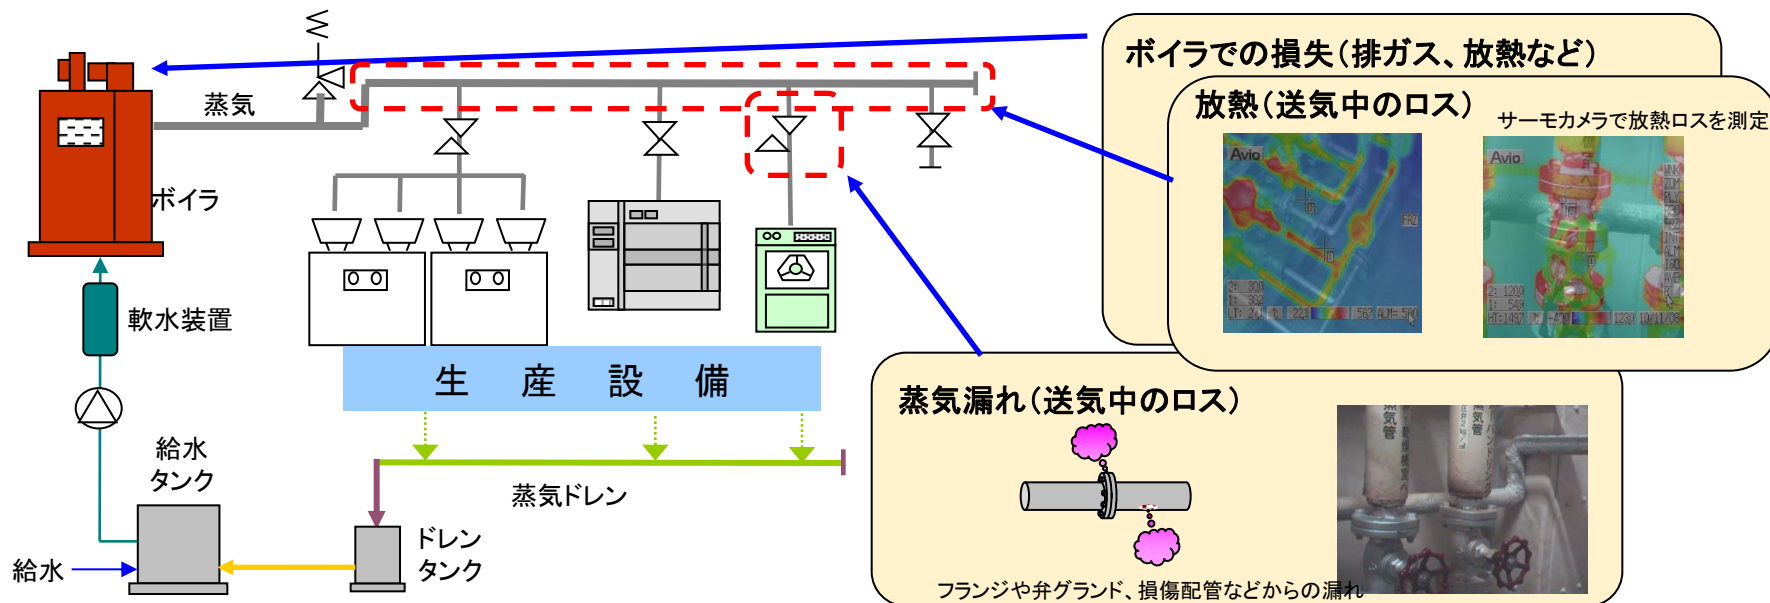 ボイラでの損失(排ガス、放熱など)
放熱(送気中のロス)
サーモカメラで放熱ロスを測定
Avio
Avio
FRZ
蒸気
ボイラ
軟水装置
生産設備
給水
タンク
給水
蒸気ドレン
ドレン
タンク
蒸気漏れ(送気中のロス)
蒸気管
蒸気管
フランジや弁グランド、損傷配管などからの漏れ